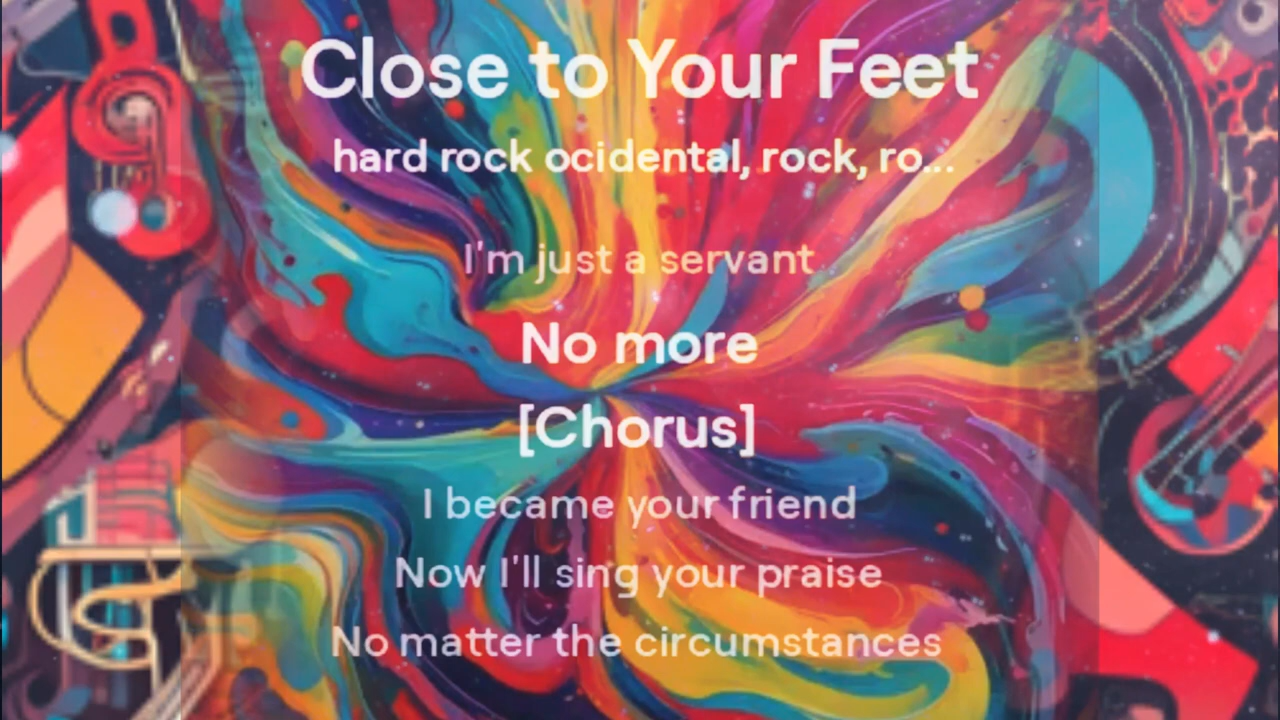 Close to Your Feet
hard rock ocidental, rock, ro...
I'm just a servant
No more
[Chorus]
I became your friend
Now I'll sing your praise
No matter the circumstances